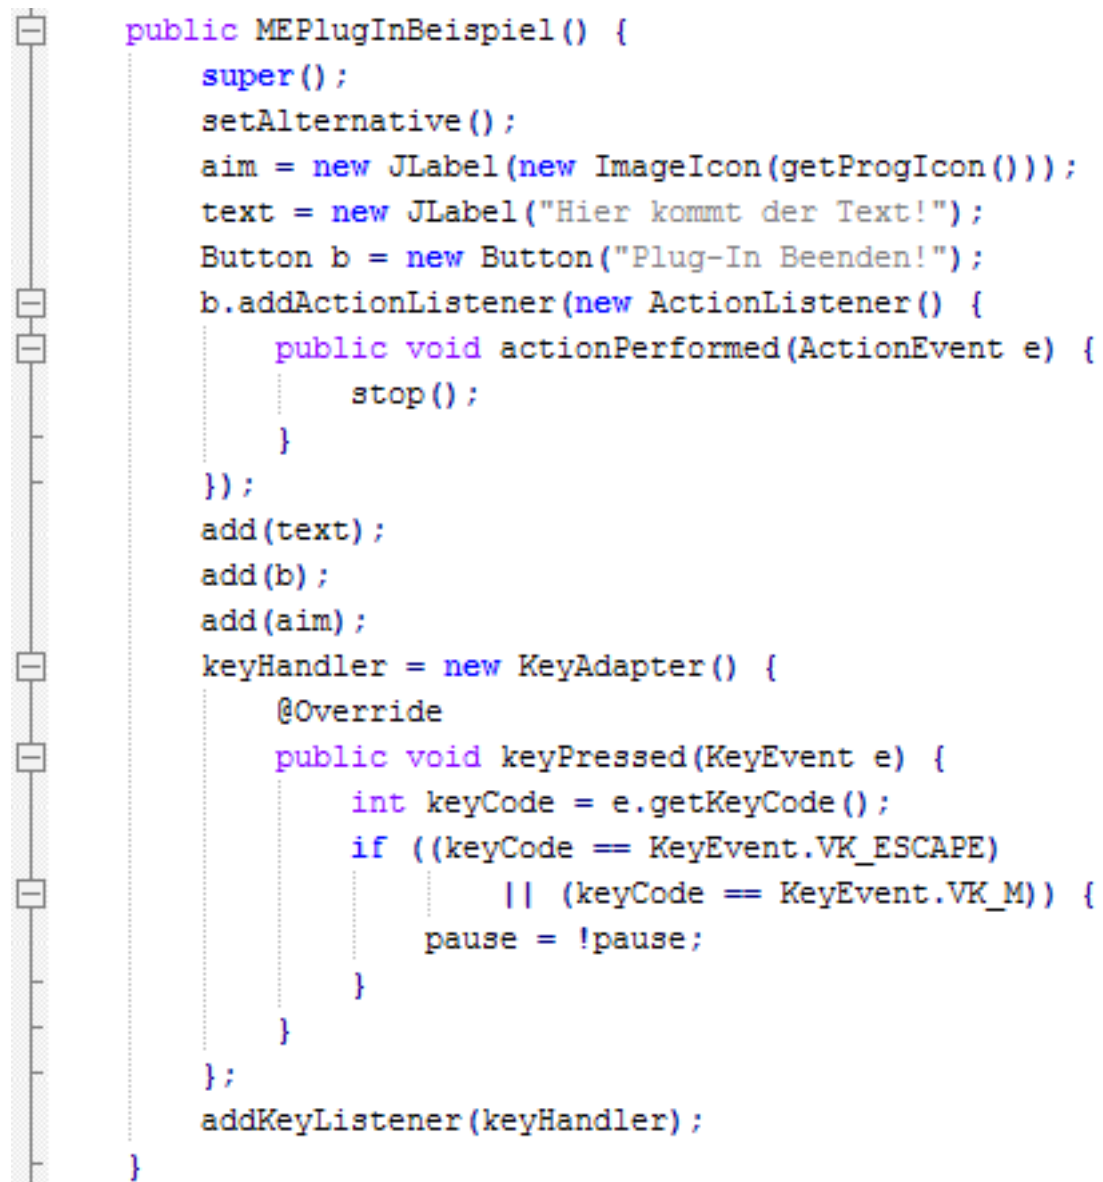 public MEPlugInBeispiel() {
    super();
    setAlternative();
    aim = new JLabel(new ImageIcon(getProgIcon()));
    text = new JLabel("Hier kommt der Text!");
    Button b = new Button("Plug-In Beenden!");
    b.addActionListener(new ActionListener() {
        public void actionPerformed(ActionEvent e) {
            stop();
        }
    });
    add(text);
    add(b);
    add(aim);
    keyHandler = new KeyAdapter() {
        @Override
        public void keyPressed(KeyEvent e) {
            int keyCode = e.getKeyCode();
            if ((keyCode == KeyEvent.VK_ESCAPE)
                    || (keyCode == KeyEvent.VK_M)) {
                pause = !pause;
            }
        }
    };
    addKeyListener(keyHandler);
}